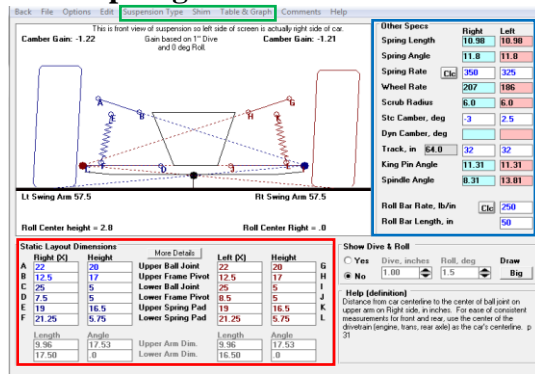 Back File Options Edit Suspension Type Shim Table & Graph Comments Help
This is front view of suspension so left side of screen is actually right side of car.
Camber Gain: -1.22 Gain based on 1" Dive Camber Gain: -1.21
and 0 deg Roll.
A G
B H
E K
F C D J I L
Lt Swing Arm 57.5 Rt Swing Arm 57.5
Roll Center height = 2.0 Roll Center Right = .0
Other Specs
Right Left
Spring Length 10.98 10.98
Spring Angle 11.8 11.8
Spring Rate Clc 350 325
Wheel Rate 207 186
Scrub Radius 6.0 6.0
Stc Camber, deg -3 2.5
Dyn Camber, deg
Track, in 64.0 32 32
King Pin Angle 11.31 11.31
Spindle Angle 8.31 13.81
Roll Bar Rate, lb/in Clc 250
Roll Bar Length, in 50
Static Layout Dimensions
Right (X) Height More Details Left (X) Height
A 22 20 Upper Ball Joint 22 20 G
B 12.5 17 Upper Frame Pivot 12.5 17 H
C 25 5 Lower Ball Joint 25 5 I
D 7.5 5 Lower Frame Pivot 8.5 5 J
E 19 16.5 Upper Spring Pad 19 16.5 K
F 21.25 5.75 Lower Spring Pad 21.25 5.75 L
Length Angle Length Angle
9.96 17.53 Upper Arm Dim. 9.96 17.53
17.50 .0 Lower Arm Dim. 16.50 .0
Show Dive & Roll
Yes Dive, inches Roll, deg Draw
No 1.00 1.5 Big
Help (definition)
Distance from car centerline to the center of ball joint on
upper arm on Right side, in inches. For ease of consistent
measurements for front and rear, use the center of the
drivetrain (engine, trans, rear axle) as the car's centerline. p
31